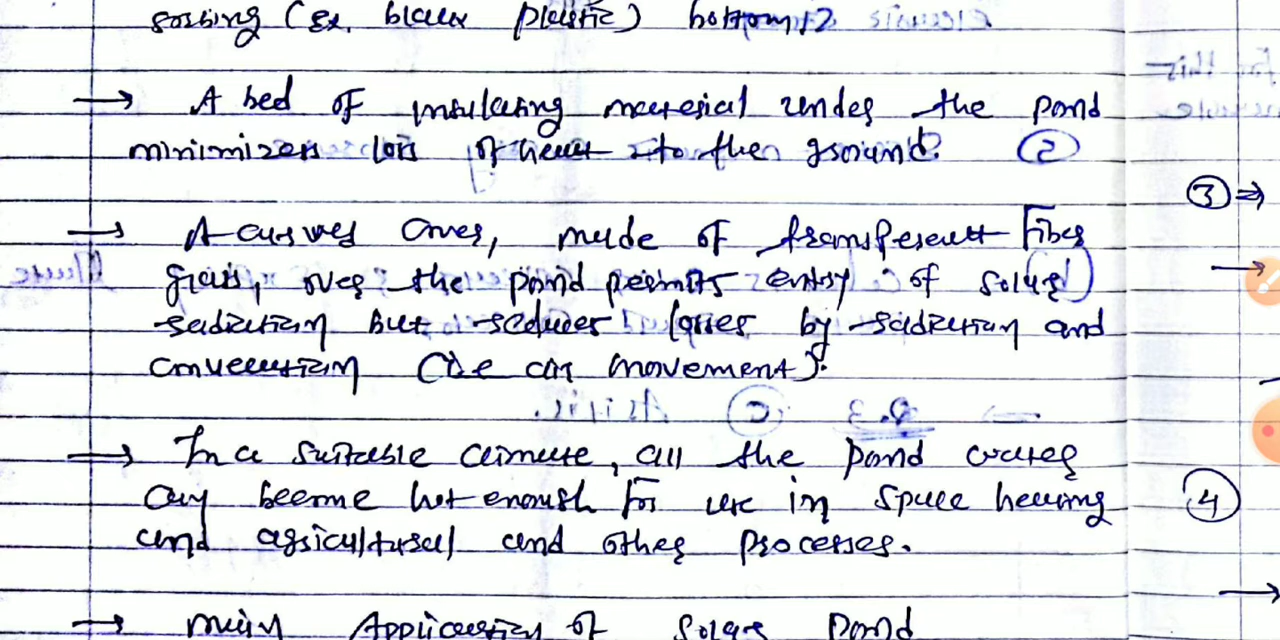 sorbing (ex. black plastic) bottom.
→ A bed of insulating material under the pond
minimizes loss of heat to the ground. ②
③ ⇒
→ A curved cover, made of transparent fiber
glass, over the pond permits entry of solar
radiation but reduces losses by radiation and
convection (i.e air movement).
→ In a suitable climate, all the pond water
can become hot enough for use in space heating
④
and agricultural and other processes.
→ main Application of solar pond